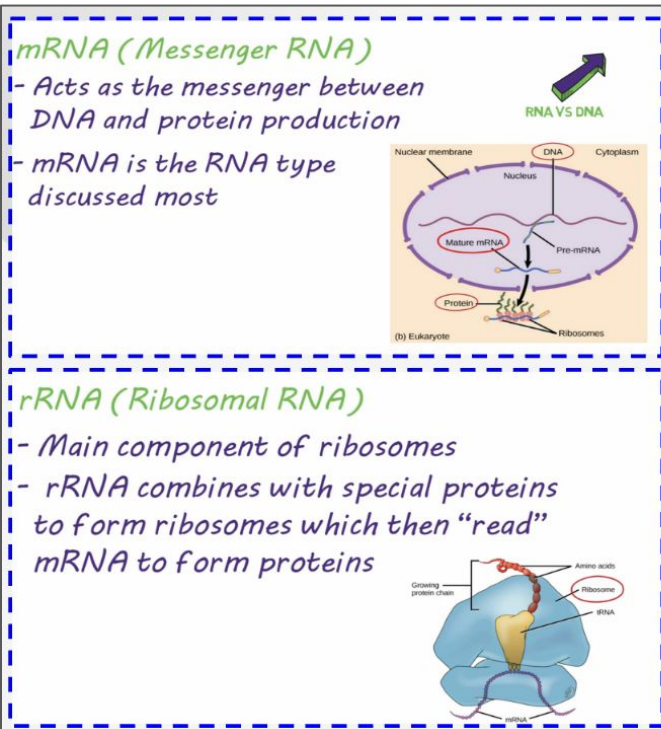 mRNA (Messenger RNA)
- Acts as the messenger between
DNA and protein production
- mRNA is the RNA type
discussed most
RNA VS DNA
Nuclear membrane
DNA
Cytoplasm
Nucleus
Mature mRNA
Pre-mRNA
Protein
Ribosomes
(b) Eukaryote
rRNA (Ribosomal RNA)
- Main component of ribosomes
- rRNA combines with special proteins
to form ribosomes which then “read”
mRNA to form proteins
Amino acids
Growing
protein chain
Ribosome
tRNA
mRNA